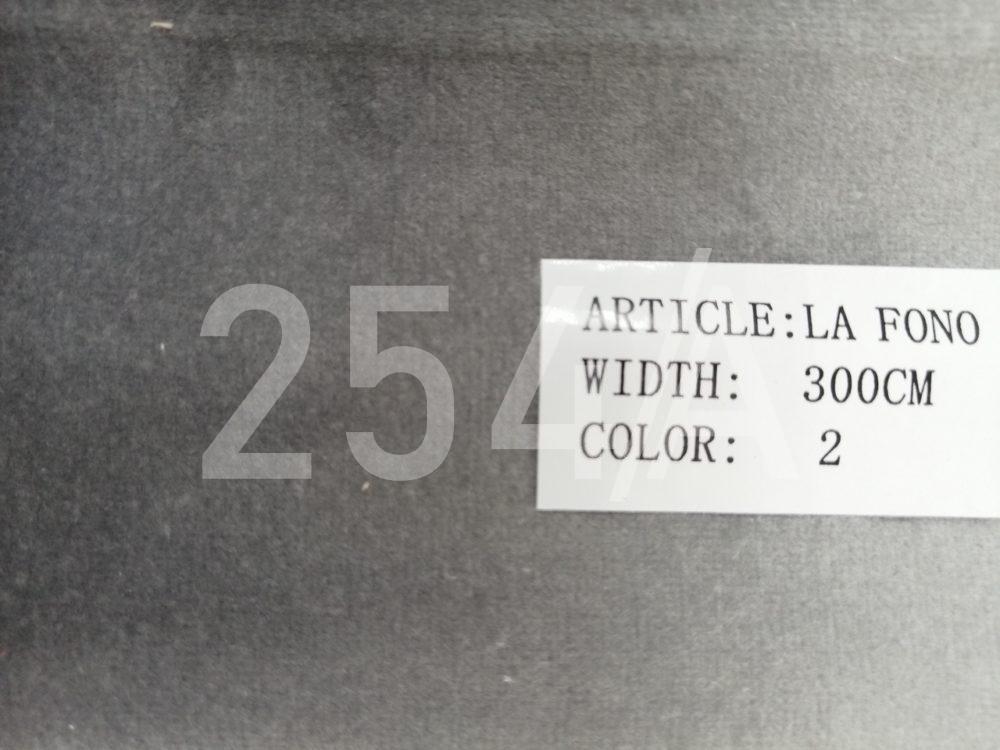 254/A
ARTICLE:LA FONO
WIDTH: 300CM
COLOR: 2